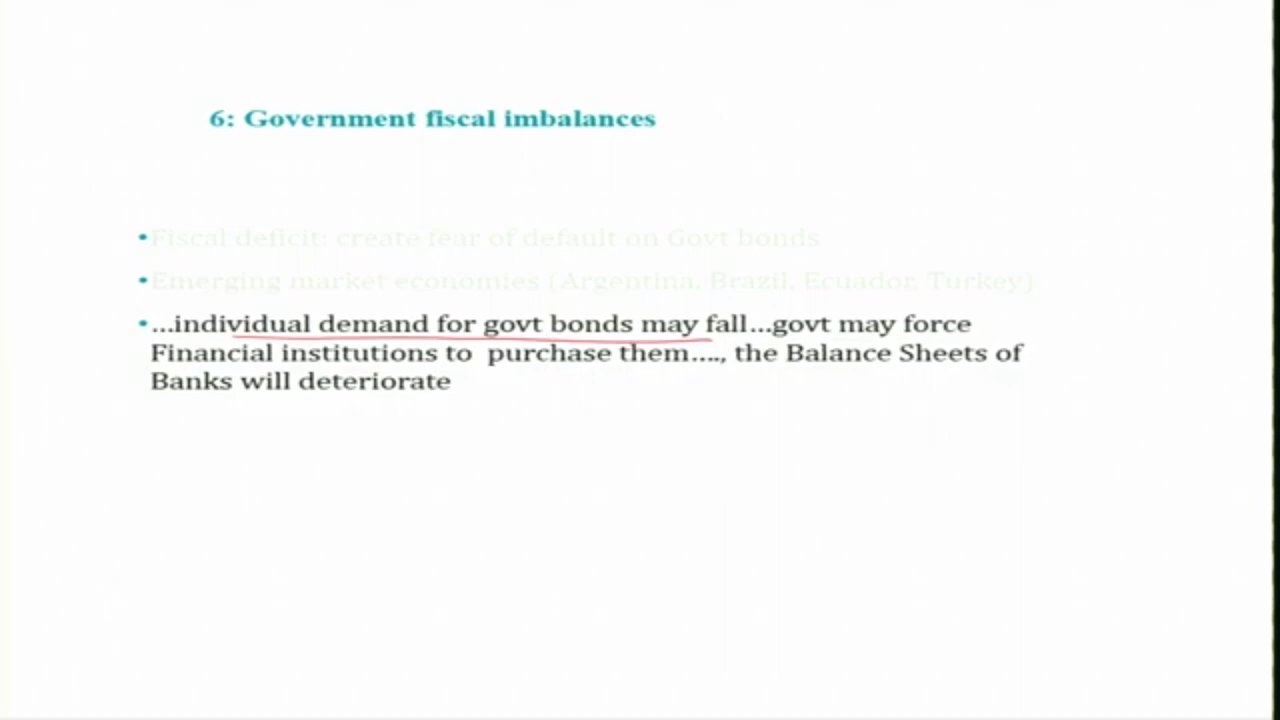 6: Government fiscal imbalances
•Fiscal deficit: create fear of default on Govt bonds
•Emerging market economies (Argentina, Brazil, Ecuador, Turkey)
•…individual demand for govt bonds may fall…govt may force
Financial institutions to purchase them…., the Balance Sheets of
Banks will deteriorate